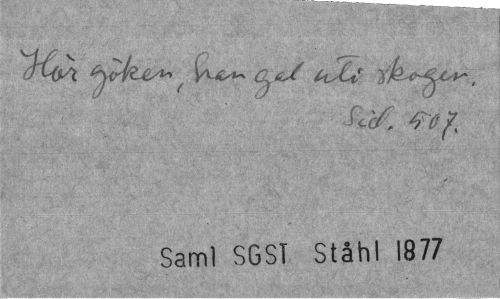 Hör göken, han gal uti skogen.
Sid. 507.
Saml SGST Ståhl 1877